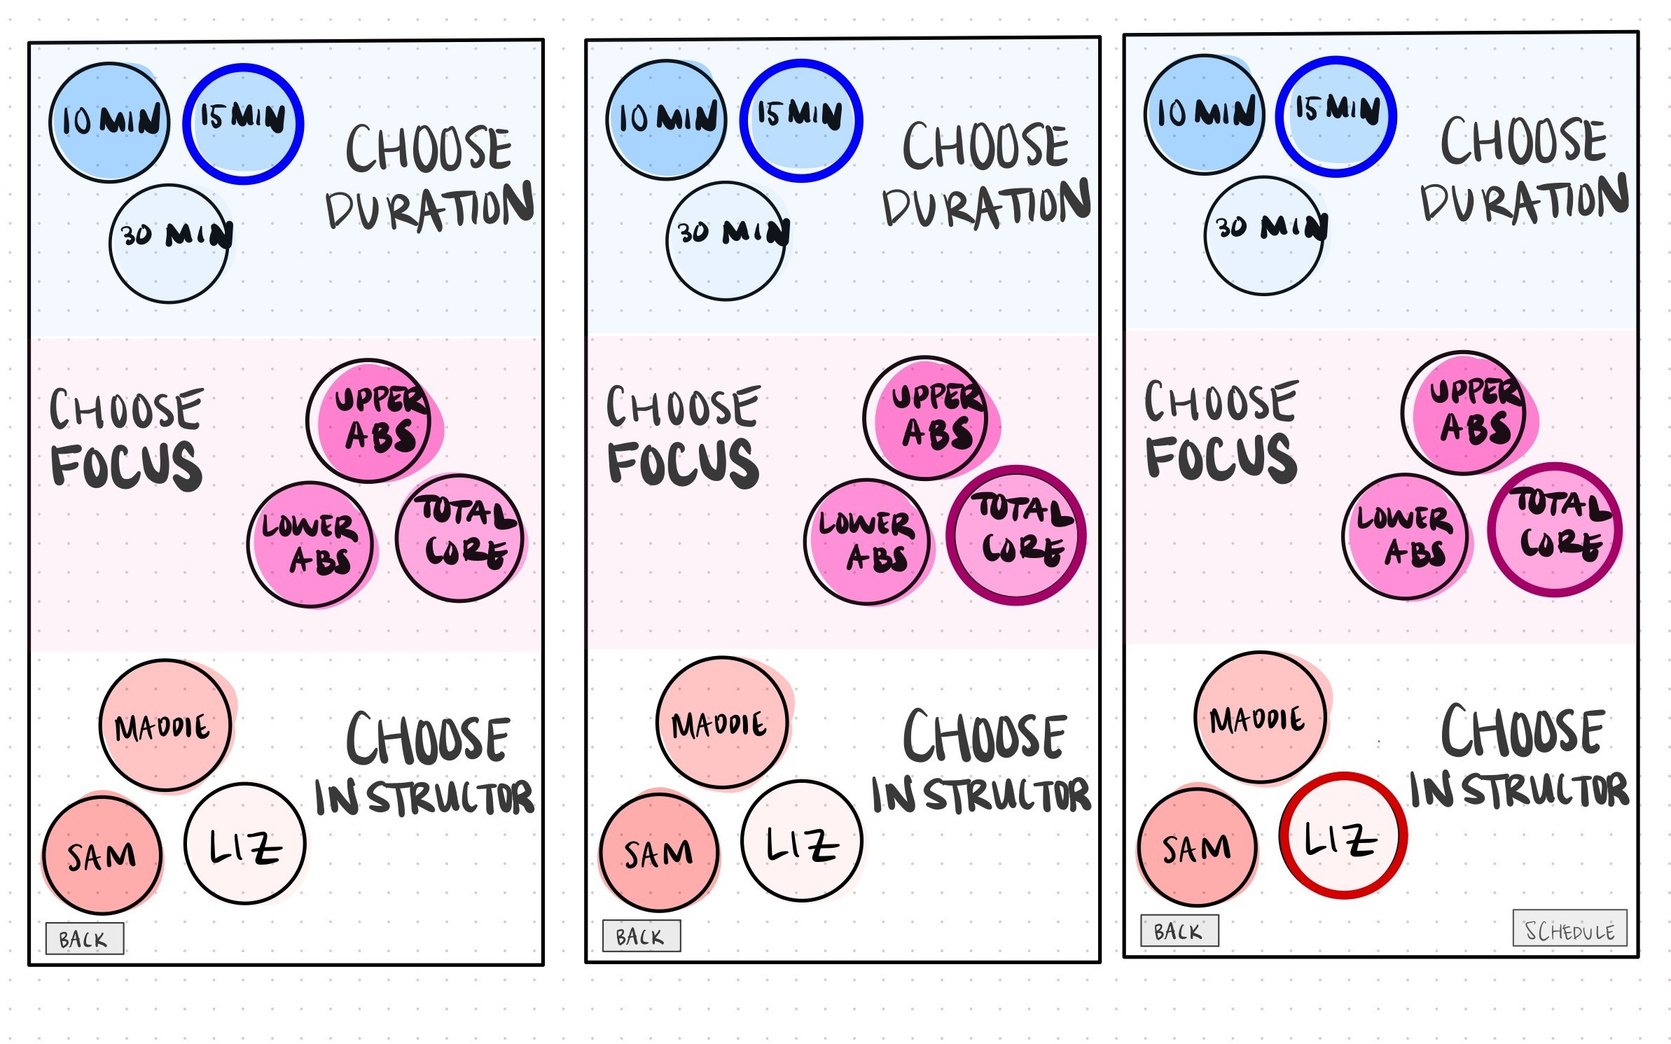 10 MIN
15 MIN
CHOOSE
DURATION
30 MIN
CHOOSE
FOCUS
UPPER
ABS
LOWER
ABS
TOTAL
CORE
MADDIE
CHOOSE
INSTRUCTOR
SAM
LIZ
BACK
10 MIN
15 MIN
CHOOSE
DURATION
30 MIN
CHOOSE
FOCUS
UPPER
ABS
LOWER
ABS
TOTAL
CORE
MADDIE
CHOOSE
INSTRUCTOR
SAM
LIZ
BACK
10 MIN
15 MIN
CHOOSE
DURATION
30 MIN
CHOOSE
FOCUS
UPPER
ABS
LOWER
ABS
TOTAL
CORE
MADDIE
CHOOSE
INSTRUCTOR
SAM
LIZ
BACK
SCHEDULE